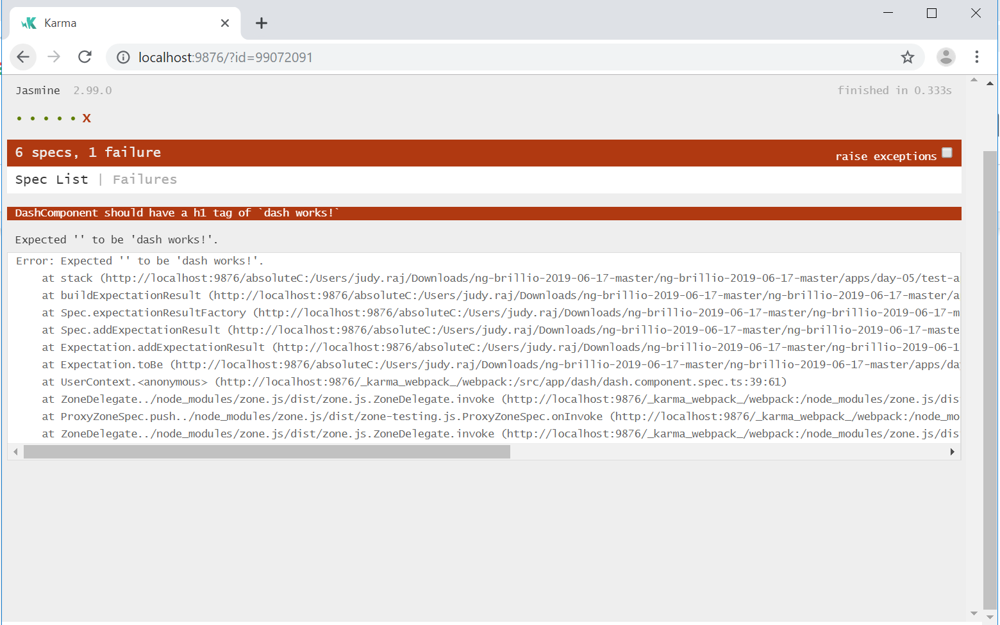 Karma
localhost:9876/?id=99072091
Jasmine 2.99.0 finished in 0.333s
• • • • • X
6 specs, 1 failure raise exceptions
Spec List | Failures
DashComponent should have a h1 tag of `dash works!`
Expected '' to be 'dash works!'.
Error: Expected '' to be 'dash works!'.
at stack (http://localhost:9876/absoluteC:/Users/judy.raj/Downloads/ng-brillio-2019-06-17-master/ng-brillio-2019-06-17-master/apps/day-05/test-a
at buildExpectationResult (http://localhost:9876/absoluteC:/Users/judy.raj/Downloads/ng-brillio-2019-06-17-master/ng-brillio-2019-06-17-master/a
at Spec.expectationResultFactory (http://localhost:9876/absoluteC:/Users/judy.raj/Downloads/ng-brillio-2019-06-17-master/ng-brillio-2019-06-17-m
at Spec.addExpectationResult (http://localhost:9876/absoluteC:/Users/judy.raj/Downloads/ng-brillio-2019-06-17-master/ng-brillio-2019-06-17-maste
at Expectation.addExpectationResult (http://localhost:9876/absoluteC:/Users/judy.raj/Downloads/ng-brillio-2019-06-17-master/ng-brillio-2019-06-1
at Expectation.toBe (http://localhost:9876/absoluteC:/Users/judy.raj/Downloads/ng-brillio-2019-06-17-master/ng-brillio-2019-06-17-master/apps/da
at UserContext.<anonymous> (http://localhost:9876/_karma_webpack_/webpack:/src/app/dash/dash.component.spec.ts:39:61)
at ZoneDelegate../node_modules/zone.js/dist/zone.js.ZoneDelegate.invoke (http://localhost:9876/_karma_webpack_/webpack:/node_modules/zone.js/dis
at ProxyZoneSpec.push../node_modules/zone.js/dist/zone-testing.js.ProxyZoneSpec.onInvoke (http://localhost:9876/_karma_webpack_/webpack:/node_mo
at ZoneDelegate../node_modules/zone.js/dist/zone.js.ZoneDelegate.invoke (http://localhost:9876/_karma_webpack_/webpack:/node_modules/zone.js/dis